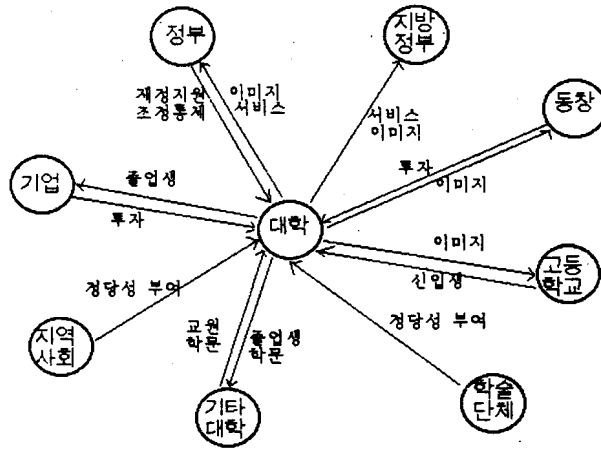 정부
지방
정부
동창
재정지원
조정통제
이미지
서비스
서비스
이미지
투자
이미지
기업
졸업생
투자
대학
이미지
신입생
고등
학교
정당성 부여
정당성 부여
지역
사회
교원
학문
졸업생
학문
기타
대학
학술
단체